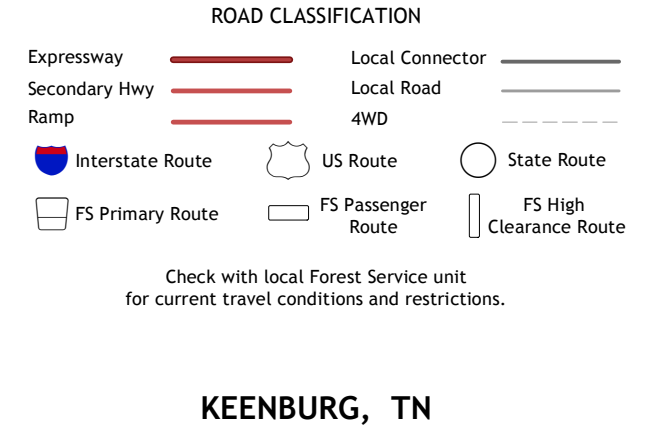 ROAD CLASSIFICATION
Expressway
Local Connector
Secondary Hwy
Local Road
Ramp
4WD
Interstate Route
US Route
State Route
FS Primary Route
FS Passenger
Route
FS High
Clearance Route
Check with local Forest Service unit
for current travel conditions and restrictions.
KEENBURG, TN